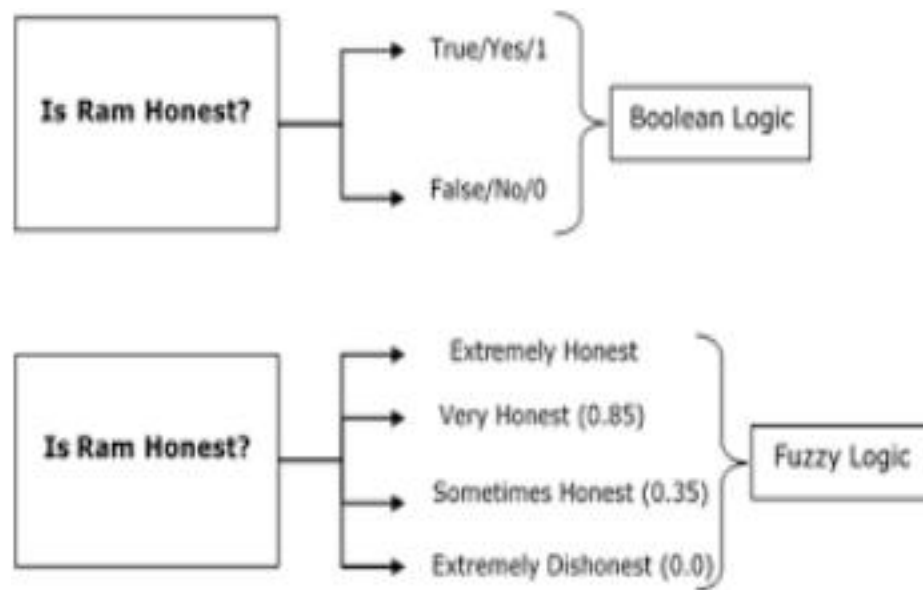 Is Ram Honest?
True/Yes/1
False/No/0
Boolean Logic
Is Ram Honest?
Extremely Honest
Very Honest (0.85)
Sometimes Honest (0.35)
Extremely Dishonest (0.0)
Fuzzy Logic